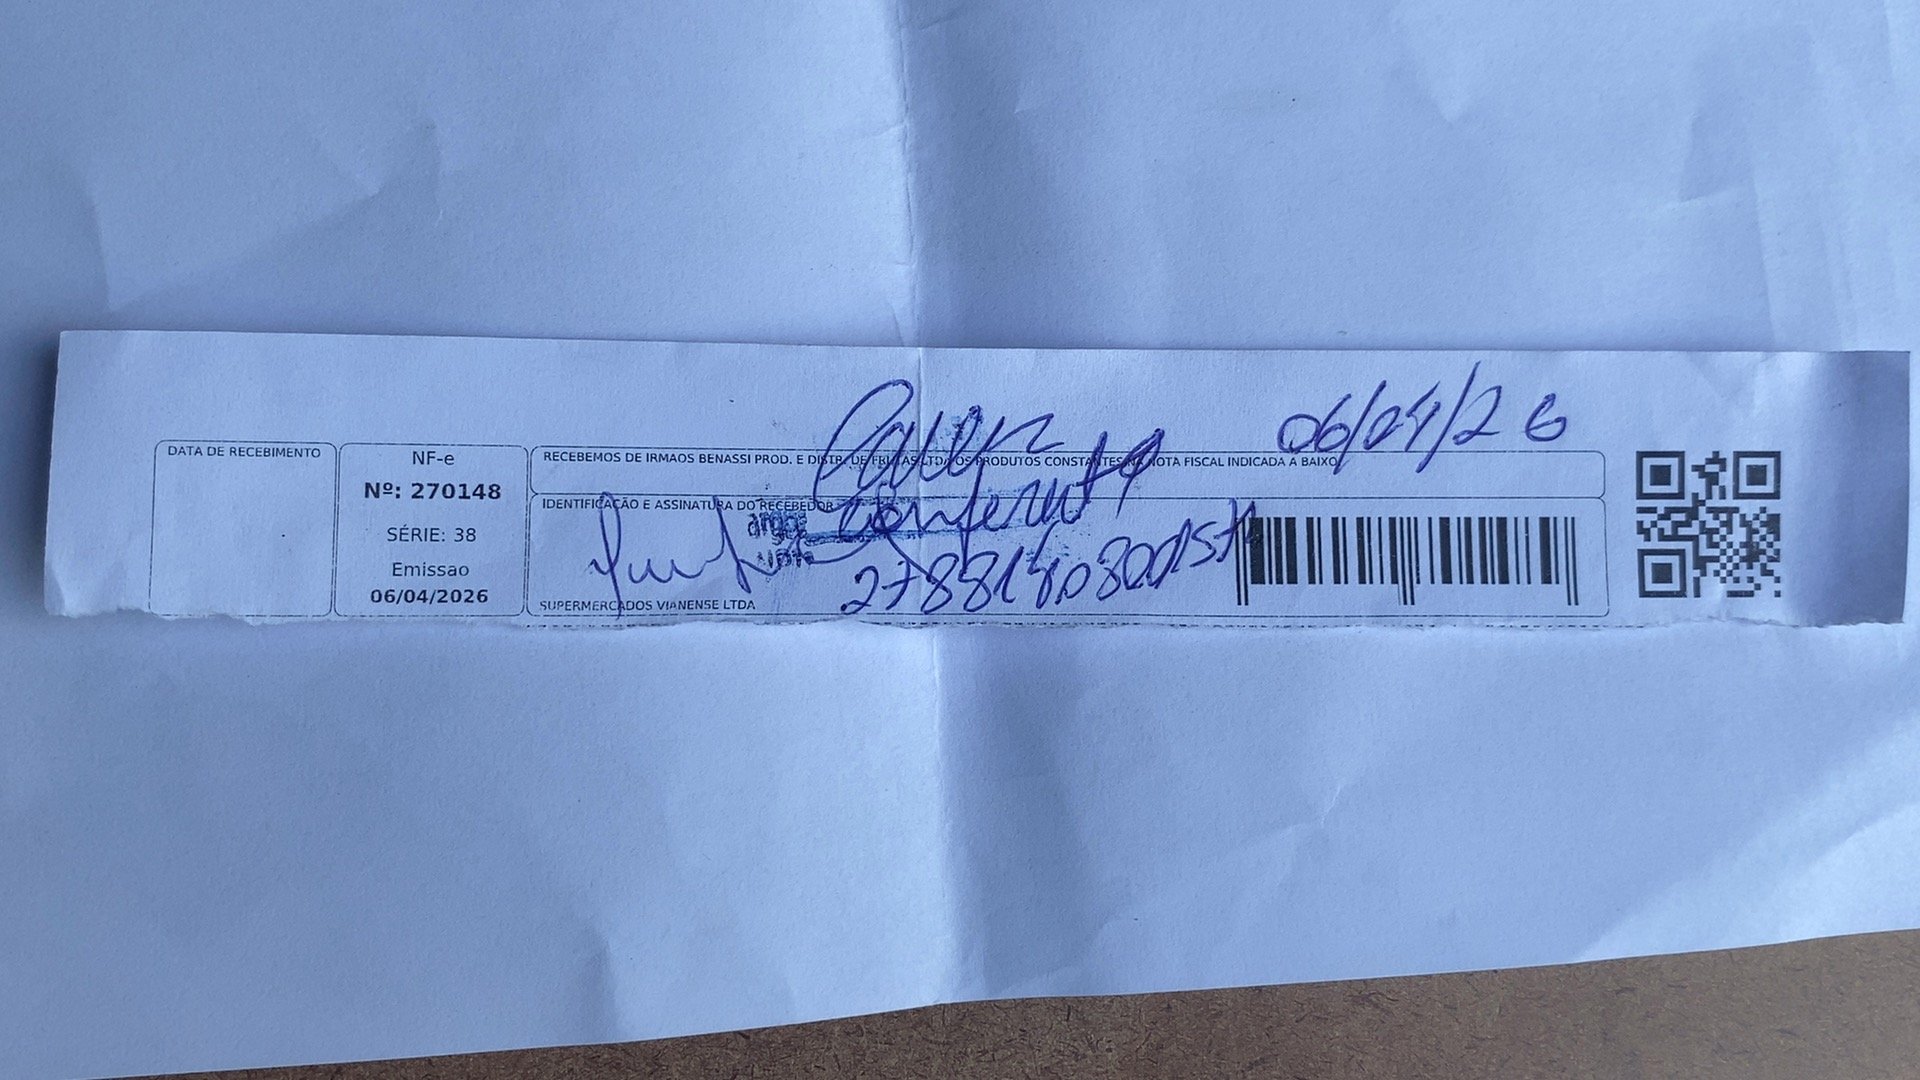 06/04/26
DATA DE RECEBIMENTO
NF-e
Nº: 270148
SÉRIE: 38
Emissao
06/04/2026
RECEBEMOS DE IRMAOS BENASSI PROD. E DISTR. DE FRUTAS LTDA OS PRODUTOS CONSTANTES NA NOTA FISCAL INDICADA A BAIXO
IDENTIFICAÇÃO E ASSINATURA DO RECEBEDOR
SUPERMERCADOS VIANENSE LTDA